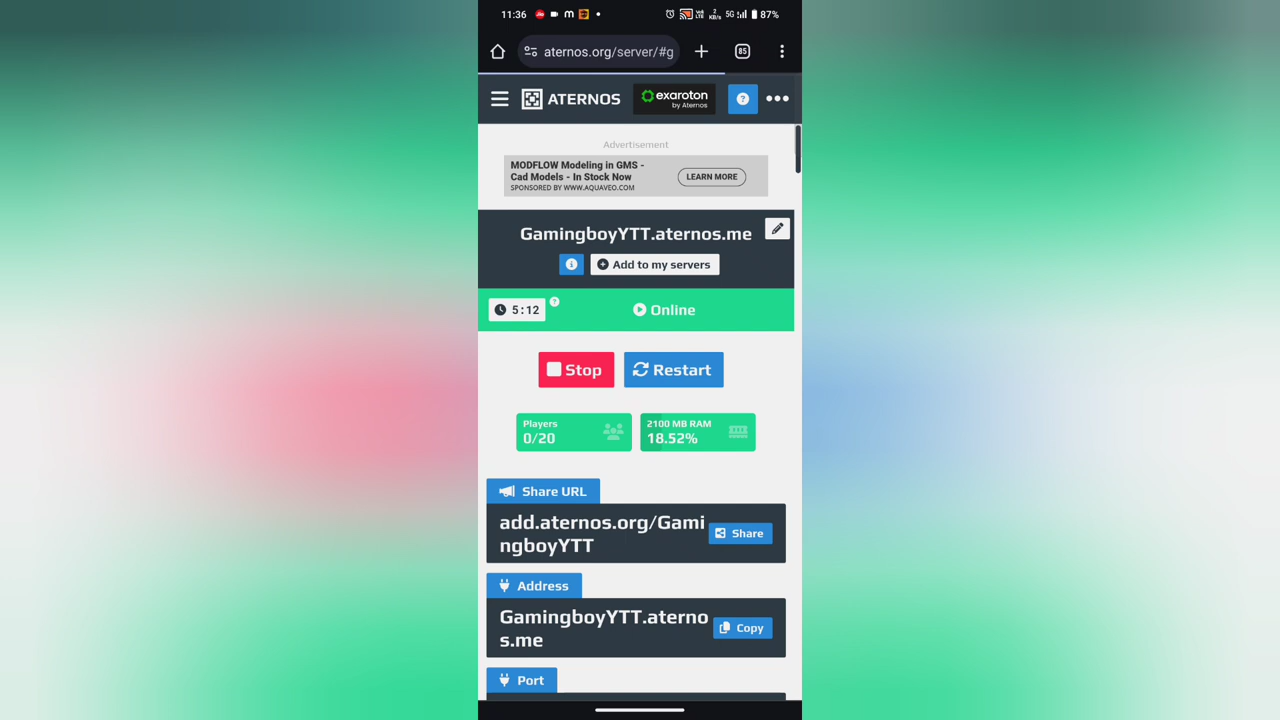 11:36
2 KB/s 5G 87%
aternos.org/server/#g
85
ATERNOS
exaroton
by Aternos
?
Advertisement
MODFLOW Modeling in GMS -
Cad Models - In Stock Now
SPONSORED BY WWW.AQUAVEO.COM
LEARN MORE
GamingboyYTT.aternos.me
Add to my servers
5:12
?
Online
Stop
Restart
Players
0/20
2100 MB RAM
18.52%
Share URL
add.aternos.org/Gami
ngboyYTT
Share
Address
GamingboyYTT.aterno
s.me
Copy
Port